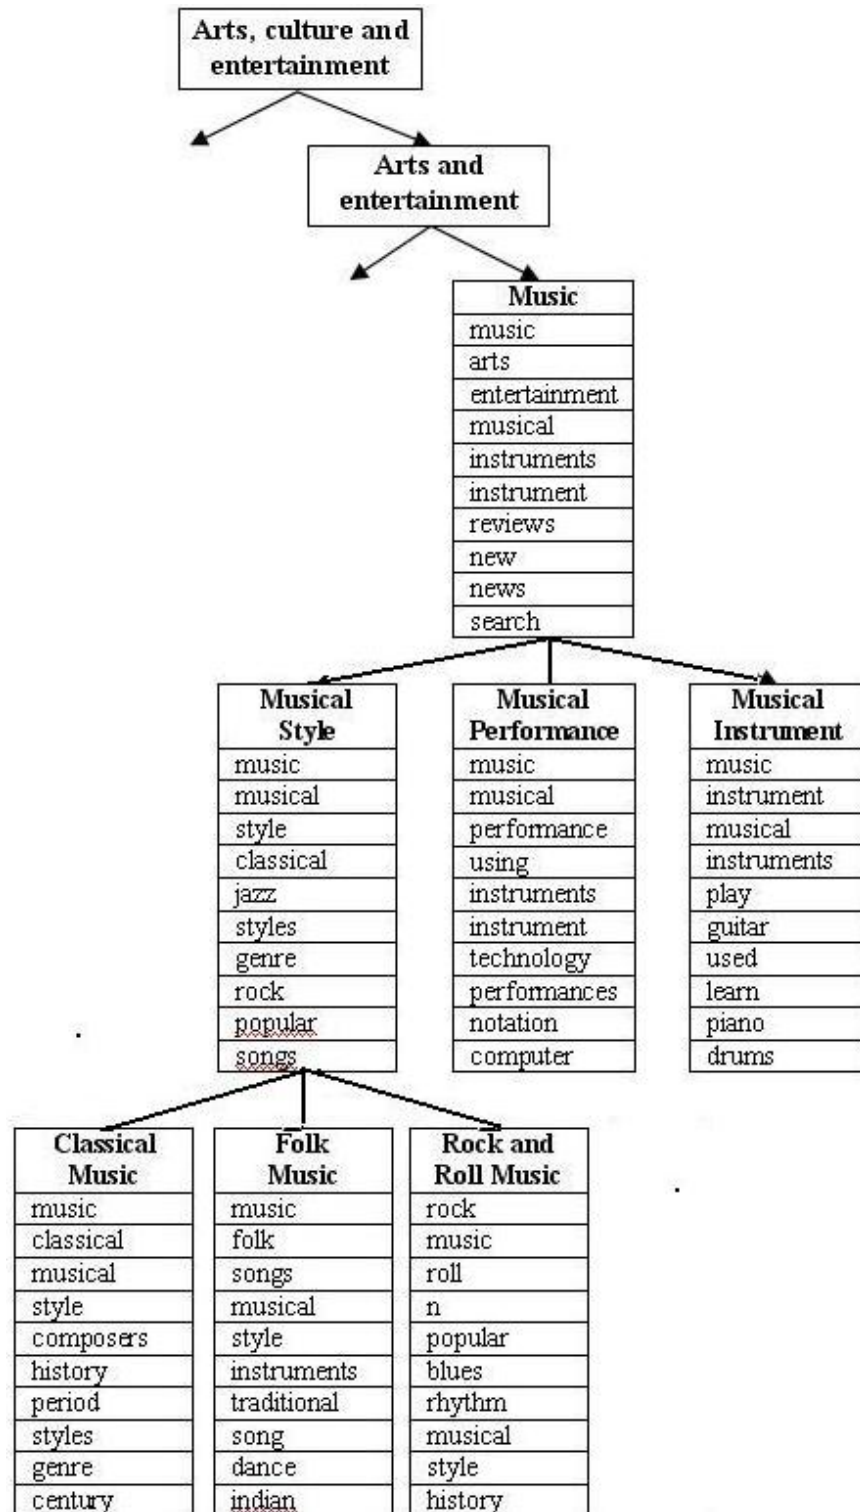 Arts, culture and
entertainment
Arts and
entertainment
Music
music
arts
entertainment
musical
instruments
instrument
reviews
new
news
search
Musical
Style
music
musical
style
classical
jazz
styles
genre
rock
popular
songs
Musical
Performance
music
musical
performance
using
instruments
instrument
technology
performances
notation
computer
Musical
Instrument
music
instrument
musical
instruments
play
guitar
used
learn
piano
drums
Classical
Music
music
classical
musical
style
composers
history
period
styles
genre
century
Folk
Music
music
folk
songs
musical
style
instruments
traditional
song
dance
indian
Rock and
Roll Music
rock
music
roll
n
popular
blues
rhythm
musical
style
history